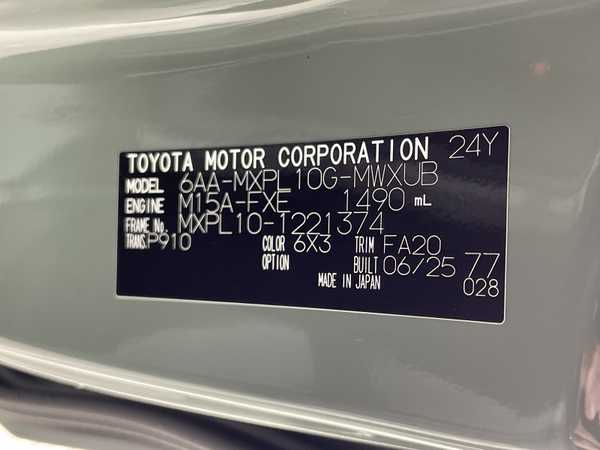 TOYOTA MOTOR CORPORATION 24Y
MODEL 6AA-MXPL10G-MWXUB
ENGINE M15A-FXE 1490 mL
FRAME No. MXPL10-1221374
TRANS. P910 COLOR 6X3 TRIM FA20
OPTION BUILT 06/25 77
MADE IN JAPAN 028